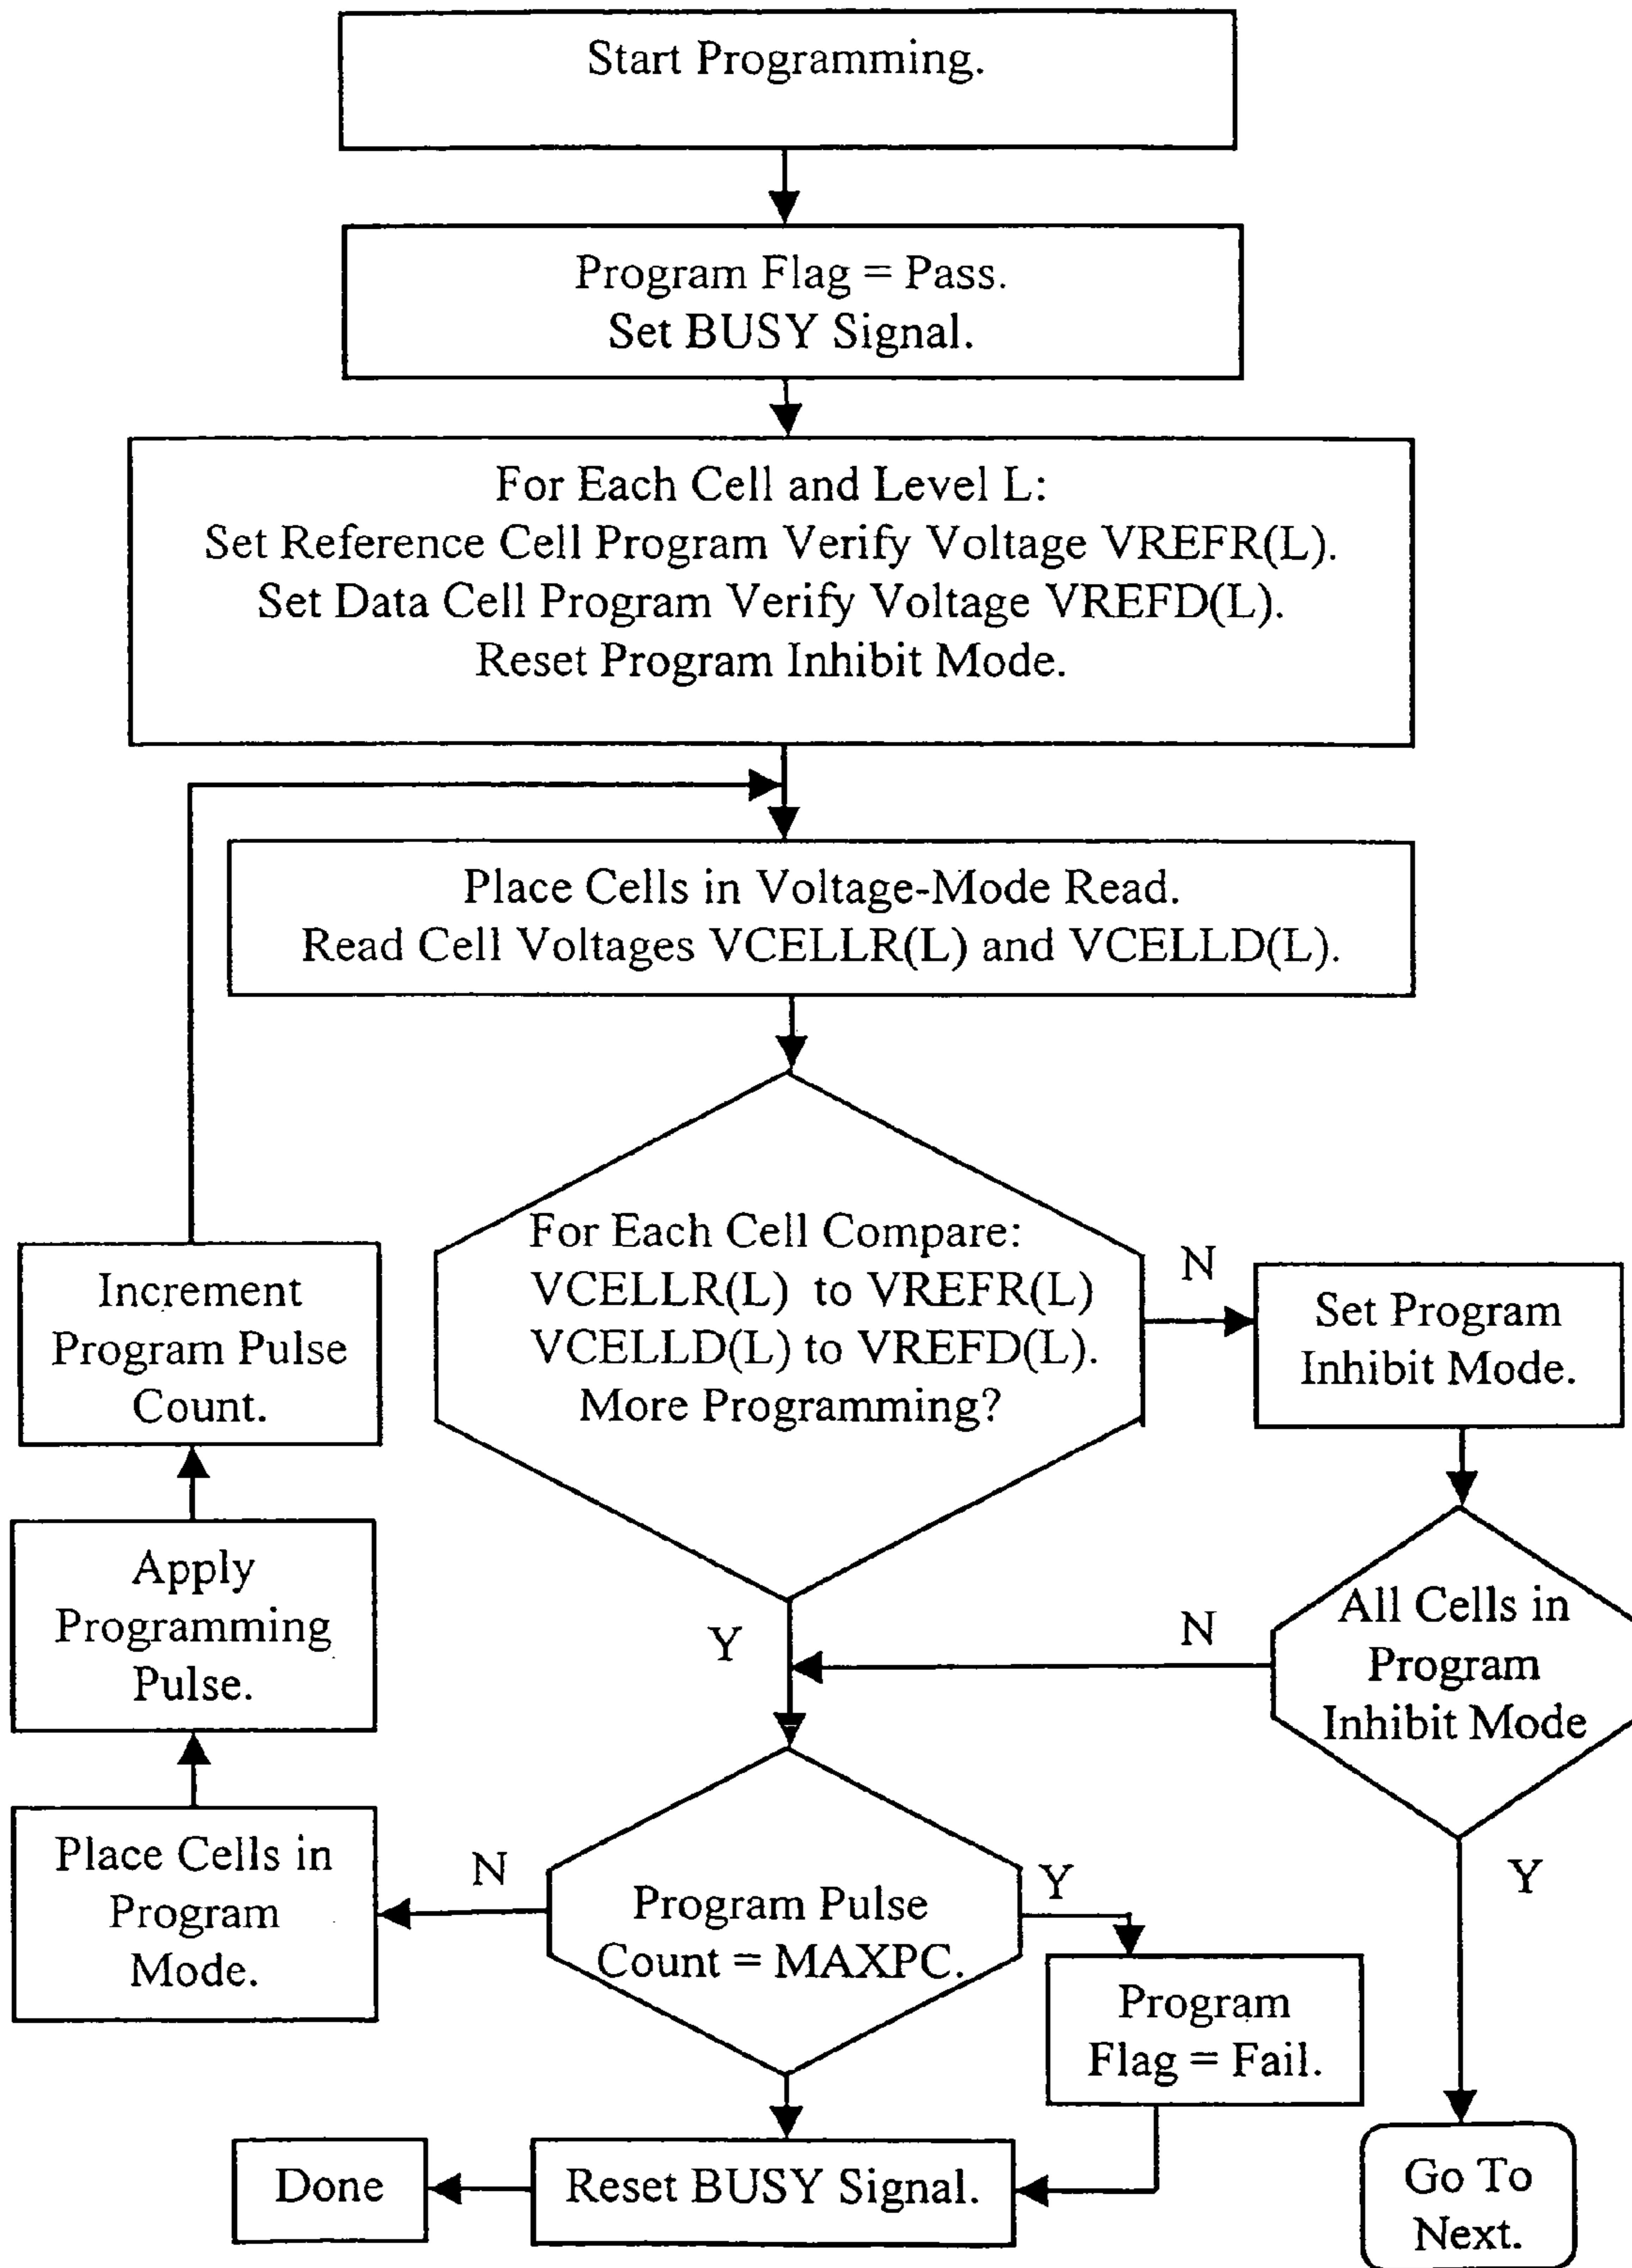 Start Programming.
Program Flag = Pass.
Set BUSY Signal.
For Each Cell and Level L:
Set Reference Cell Program Verify Voltage VREFR(L).
Set Data Cell Program Verify Voltage VREFD(L).
Reset Program Inhibit Mode.
Place Cells in Voltage-Mode Read.
Read Cell Voltages VCELLR(L) and VCELLD(L).
For Each Cell Compare:
VCELLR(L) to VREFR(L)
VCELLD(L) to VREFD(L).
More Programming?
N
Set Program
Inhibit Mode.
Increment
Program Pulse
Count.
Apply
Programming
Pulse.
Y
N
All Cells in
Program
Inhibit Mode
Place Cells in
Program
Mode.
N
Program Pulse
Count = MAXPC.
Y
Y
Program
Flag = Fail.
Done
Reset BUSY Signal.
Go To
Next.